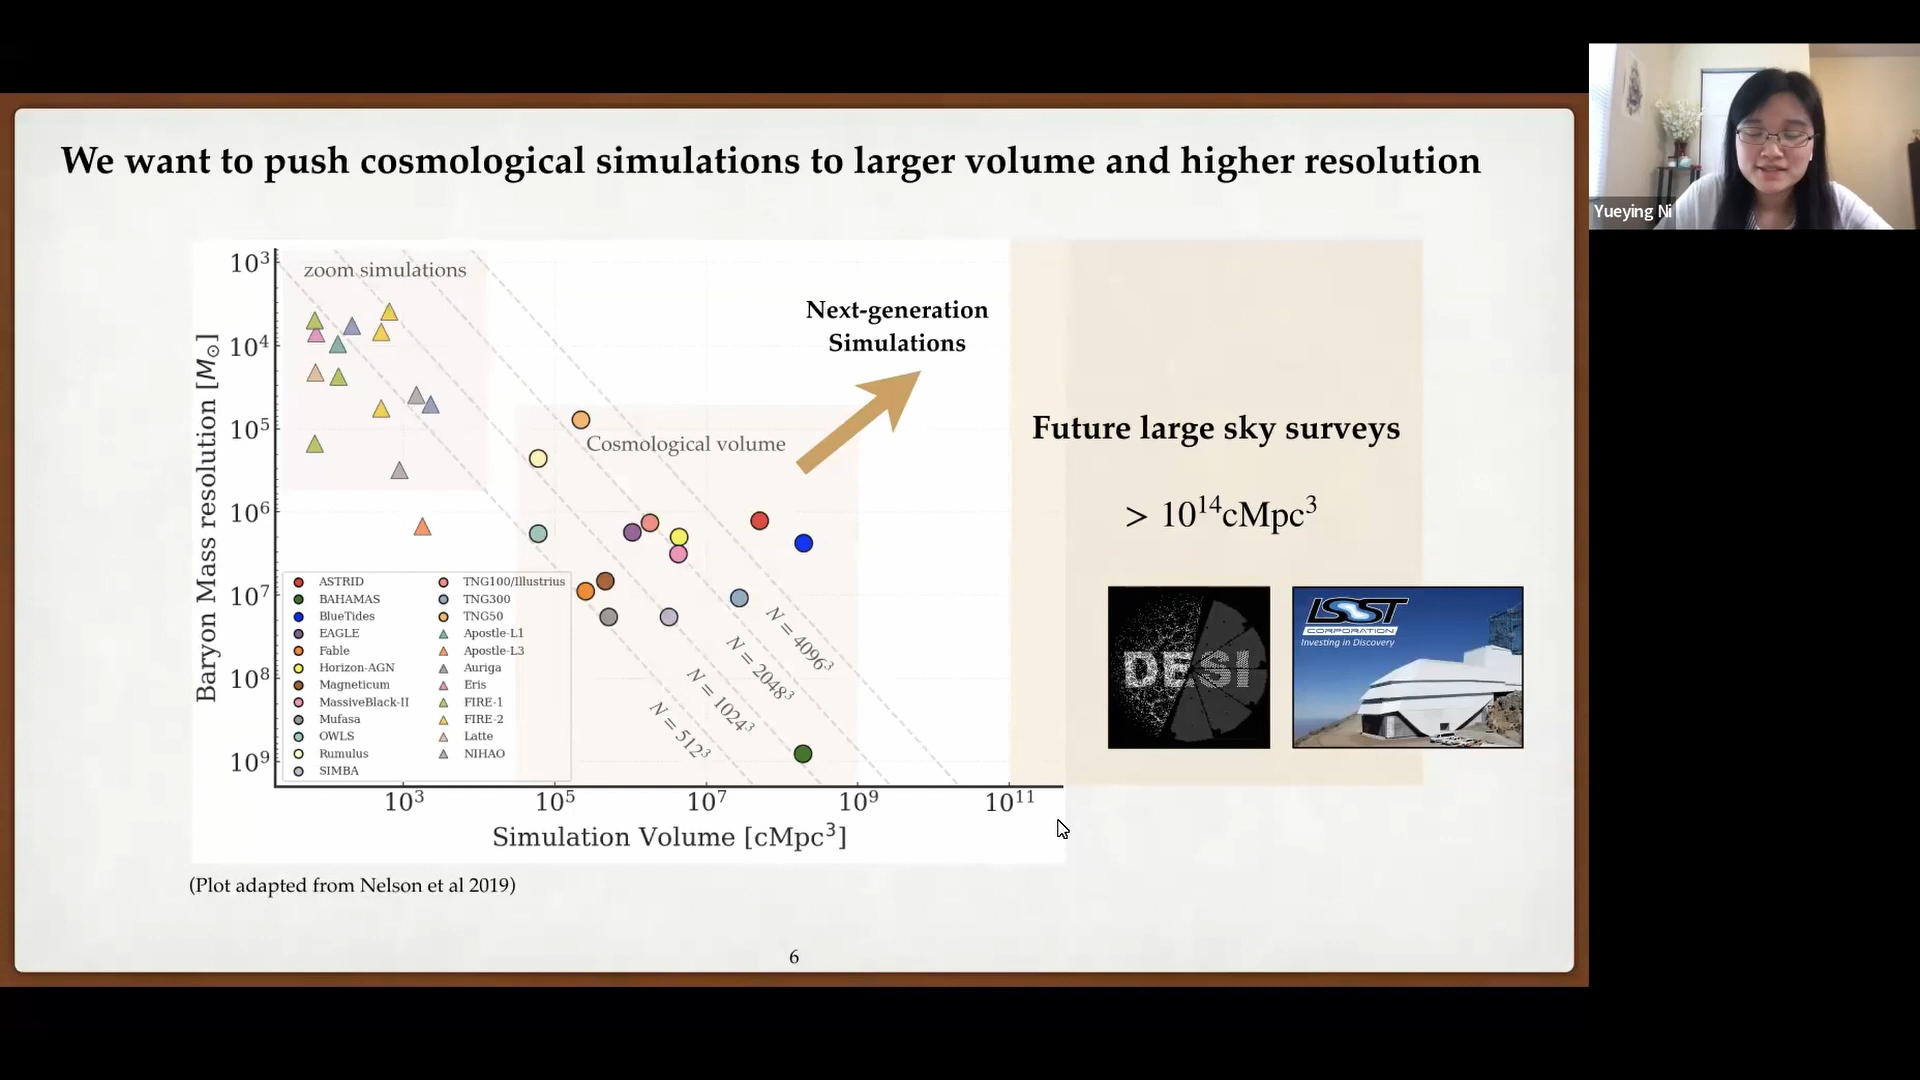 We want to push cosmological simulations to larger volume and higher resolution
Yueying Ni
zoom simulations
Next-generation
Simulations
Cosmological volume
Baryon Mass resolution [M☉]
10³
10⁴
10⁵
10⁶
10⁷
10⁸
10⁹
ASTRID
BAHAMAS
BlueTides
EAGLE
Fable
Horizon-AGN
Magneticum
MassiveBlack-II
Mufasa
OWLS
Rumulus
SIMBA
TNG100/Illustrius
TNG300
TNG50
Apostle-L1
Apostle-L3
Auriga
Eris
FIRE-1
FIRE-2
Latte
NIHAO
N = 4096³
N = 2048³
N = 1024³
N = 512³
10³ 10⁵ 10⁷ 10⁹ 10¹¹
Simulation Volume [cMpc³]
Future large sky surveys
> 10¹⁴cMpc³
DESI
LSST
CORPORATION
Investing in Discovery
(Plot adapted from Nelson et al 2019)
6